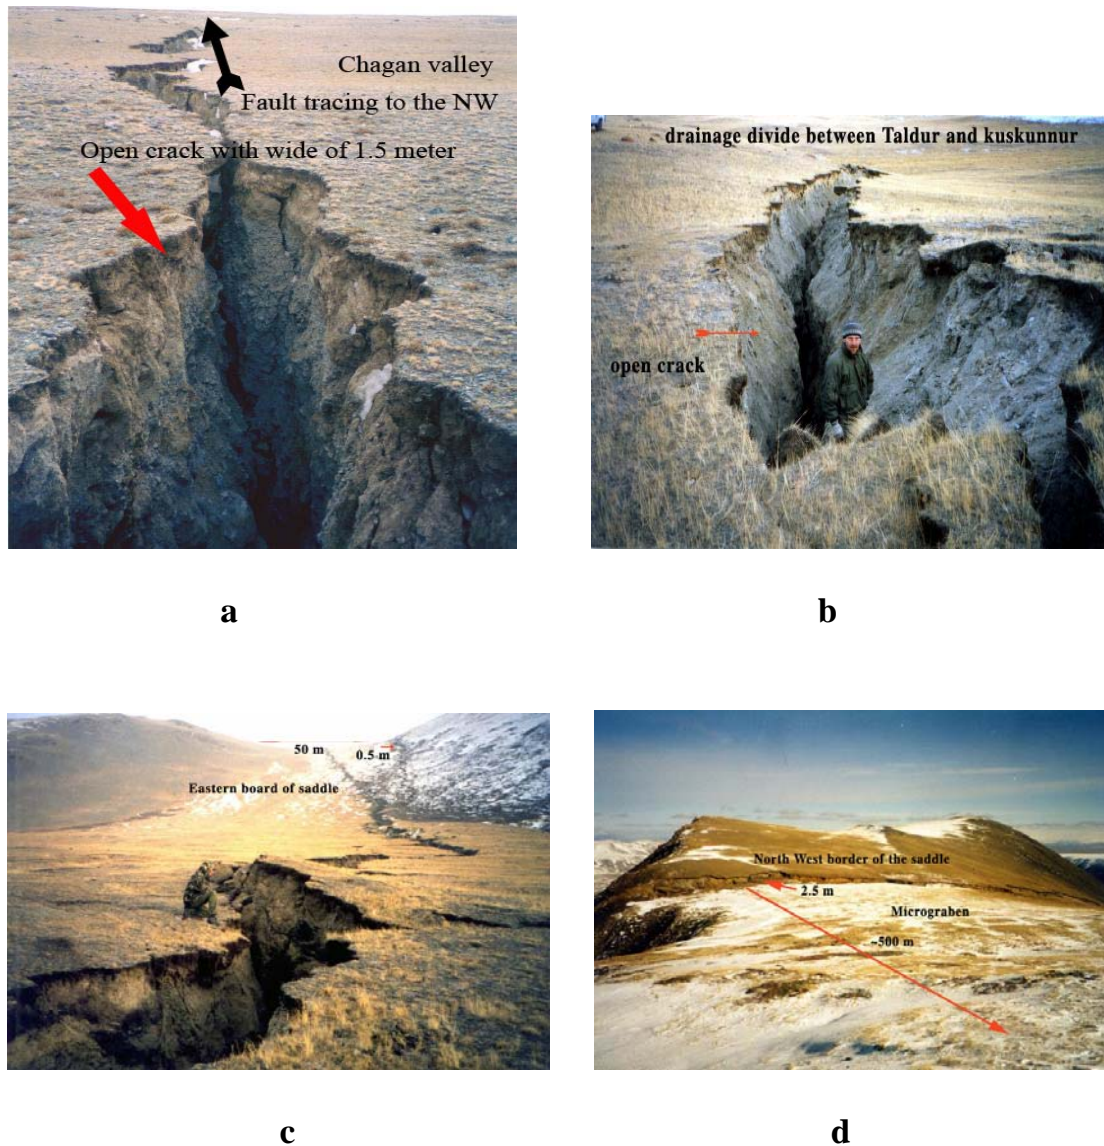 Chagan valley
Fault tracing to the NW
Open crack with wide of 1.5 meter
drainage divide between Taldur and kuskunnur
open crack
a
b
50 m
0.5 m
Eastern board of saddle
North West border of the saddle
2.5 m
Micrograben
~500 m
c
d